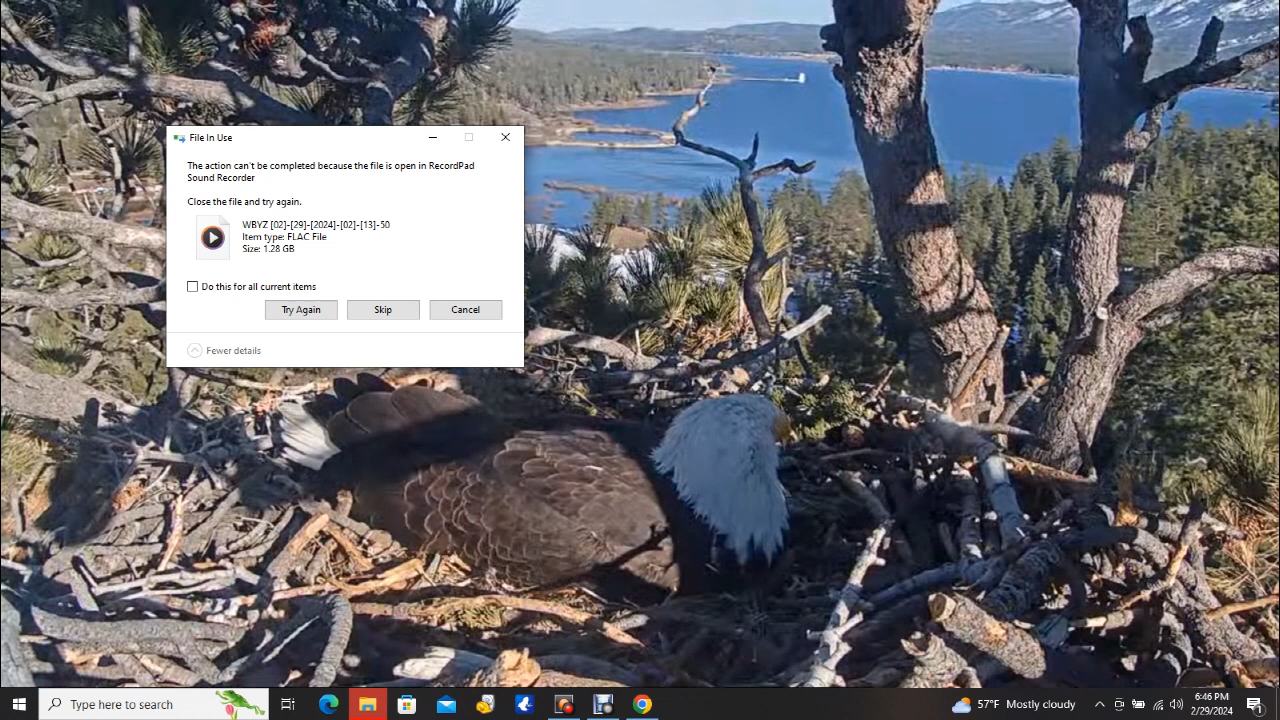 File In Use
The action can't be completed because the file is open in RecordPad
Sound Recorder
Close the file and try again.
WBYZ [02]-[29]-[2024]-[02]-[13]-50
Item type: FLAC File
Size: 1.28 GB
Do this for all current items
Try Again
Skip
Cancel
Fewer details
Type here to search
57°F Mostly cloudy
6:46 PM
2/29/2024
1